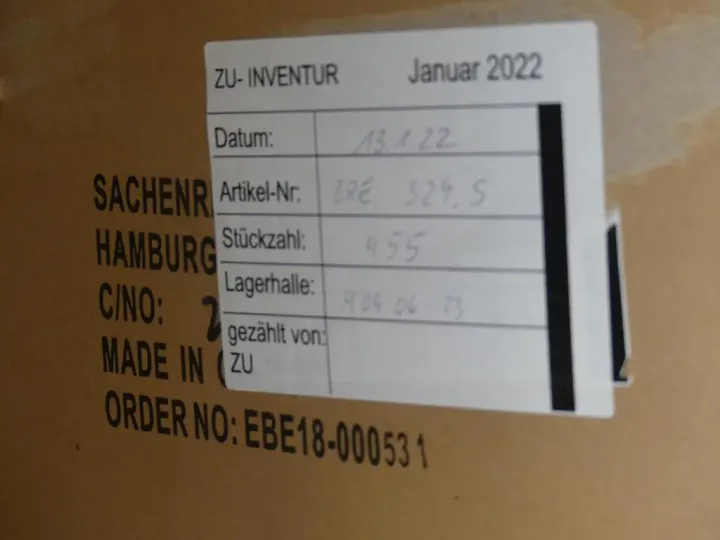 ZU- INVENTUR Januar 2022
Datum: 13.1.22
Artikel-Nr: 329.S
Stückzahl: 455
Lagerhalle:
gezählt von:
ZU
SACHENR
HAMBURG
C/NO:
MADE IN
ORDER NO: EBE18-000531